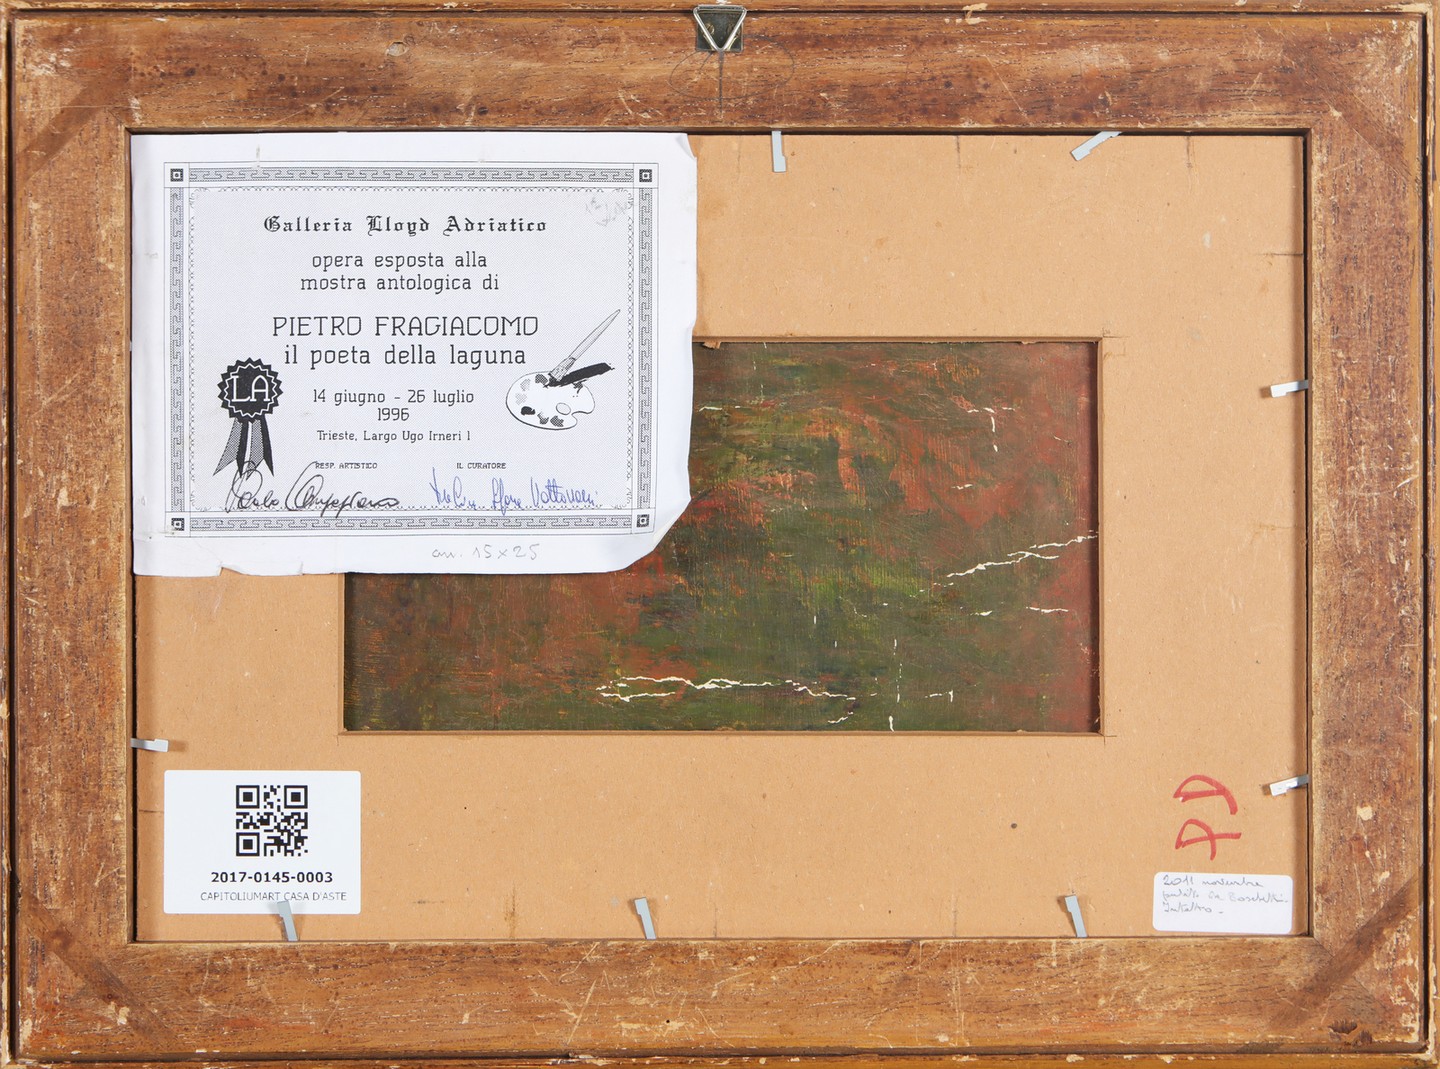 Galleria Lloyd Adriatico
opera esposta alla
mostra antologica di
PIETRO FRAGIACOMO
il poeta della laguna
LA
14 giugno - 26 luglio
1996
Trieste, Largo Ugo Irneri 1
RESP. ARTISTICO
IL CURATORE
15 x 25
2017-0145-0003
CAPITOLIUMART CASA D'ASTE
PD
2011 novembre